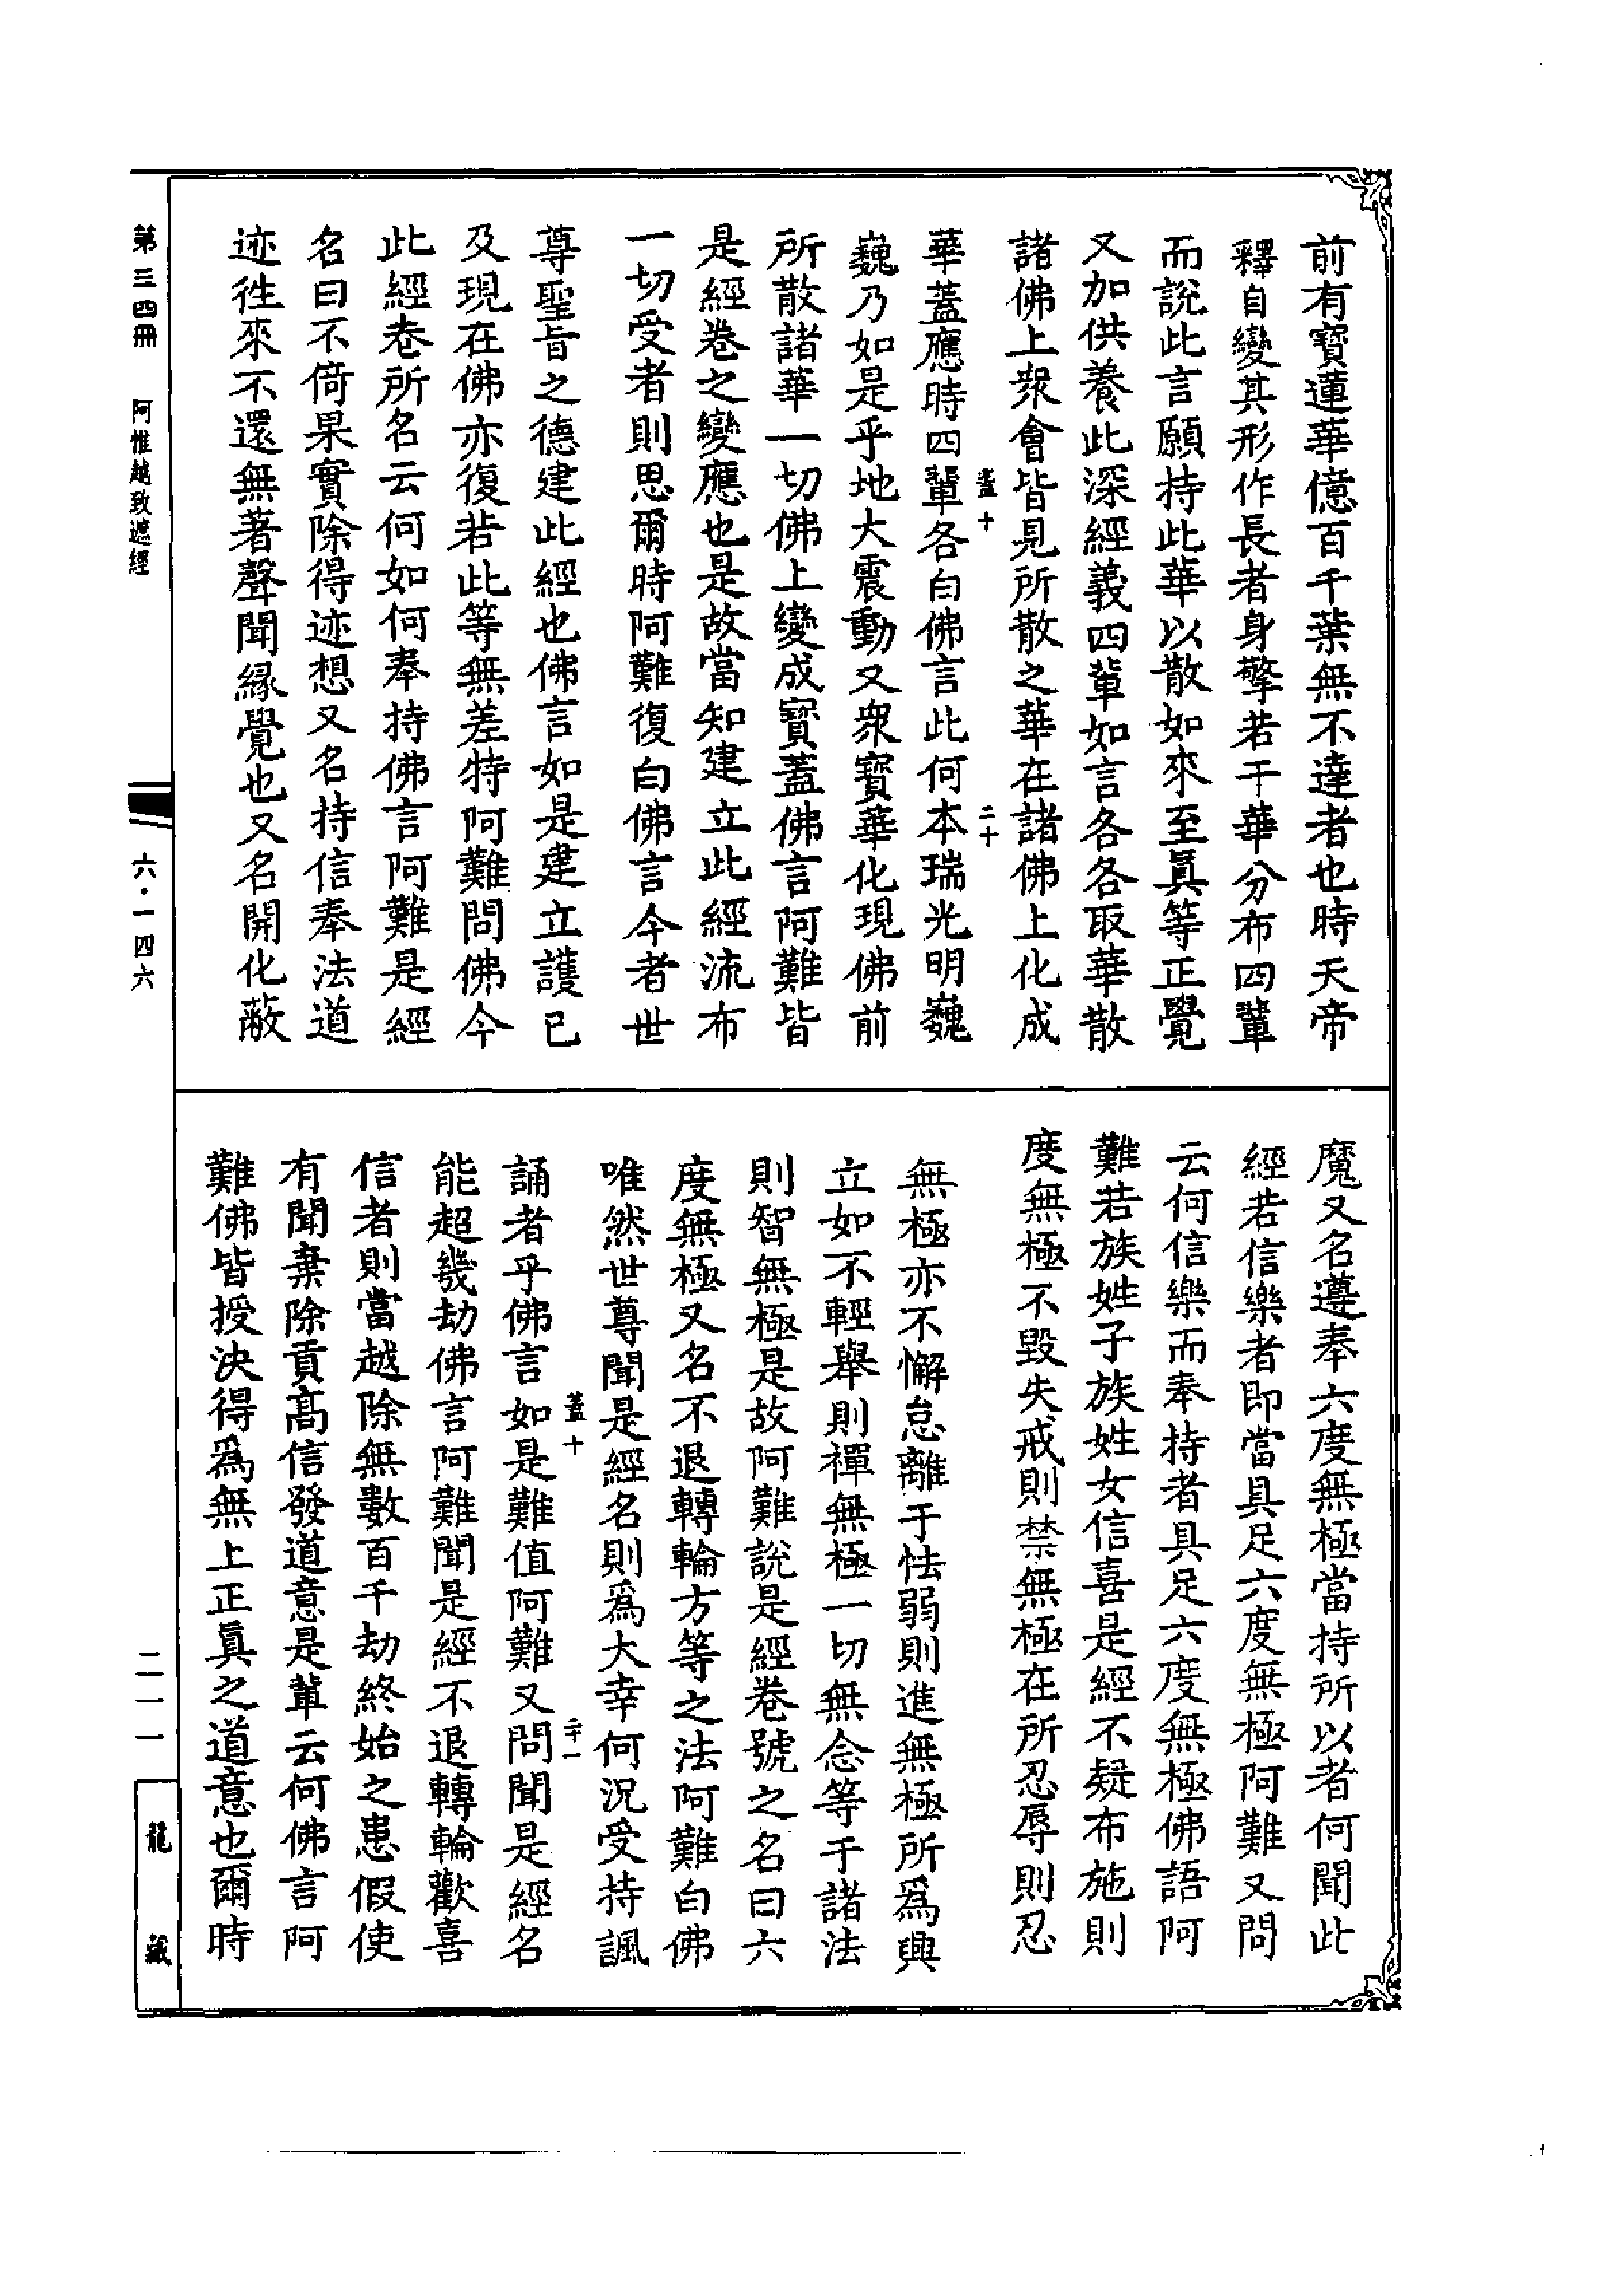 前有寶蓮華億百千葉無不達者也時天帝
釋自變其形作長者身擎若干華分布四輩
而說此言願持此華以散如來至真等正覺
又加供養此深經義四輩如言各各取華散
諸佛上眾會皆見所散之華在諸佛上化成
蓋十
二十
華蓋應時四輩各白佛言此何本瑞光明巍
巍乃如是乎地大震動又眾寶華化現佛前
所散諸華一切佛上變成寶蓋佛言阿難皆
是經卷之變應也是故當知建立此經流布
一切受者則思爾時阿難復白佛言今者世
尊聖旨之德建此經也佛言如是建立護已
及現在佛亦復若此等無差特阿難問佛今
此經卷所名云何如何奉持佛言阿難是經
名曰不倚果實除得迹想又名持信奉法道
迹往來不還無著聲聞緣覺也又名開化蔽
魔又名遵奉六度無極當持所以者何聞此
經若信樂者即當具足六度無極阿難又問
云何信樂而奉持者具足六度無極佛語阿
難若族姓子族姓女信喜是經不疑布施則
度無極不毀失戒則禁無極在所忍辱則忍
無極亦不懈怠離于怯弱則進無極所為興
立如不輕舉則禪無極一切無念等于諸法
則智無極是故阿難說是經卷號之名曰六
度無極又名不退轉輪方等之法阿難白佛
唯然世尊聞是經名則為大幸何況受持諷
蓋十
二十一
誦者乎佛言如是難值阿難又問聞是經名
能超幾劫佛言阿難聞是經不退轉輪歡喜
信者則當越除無數百千劫終始之患假使
有聞棄除貢高信發道意是輩云何佛言阿
難佛皆授決得為無上正真之道意也爾時
第三四冊 阿惟越致遮經
六·一四六
二一一
龍藏